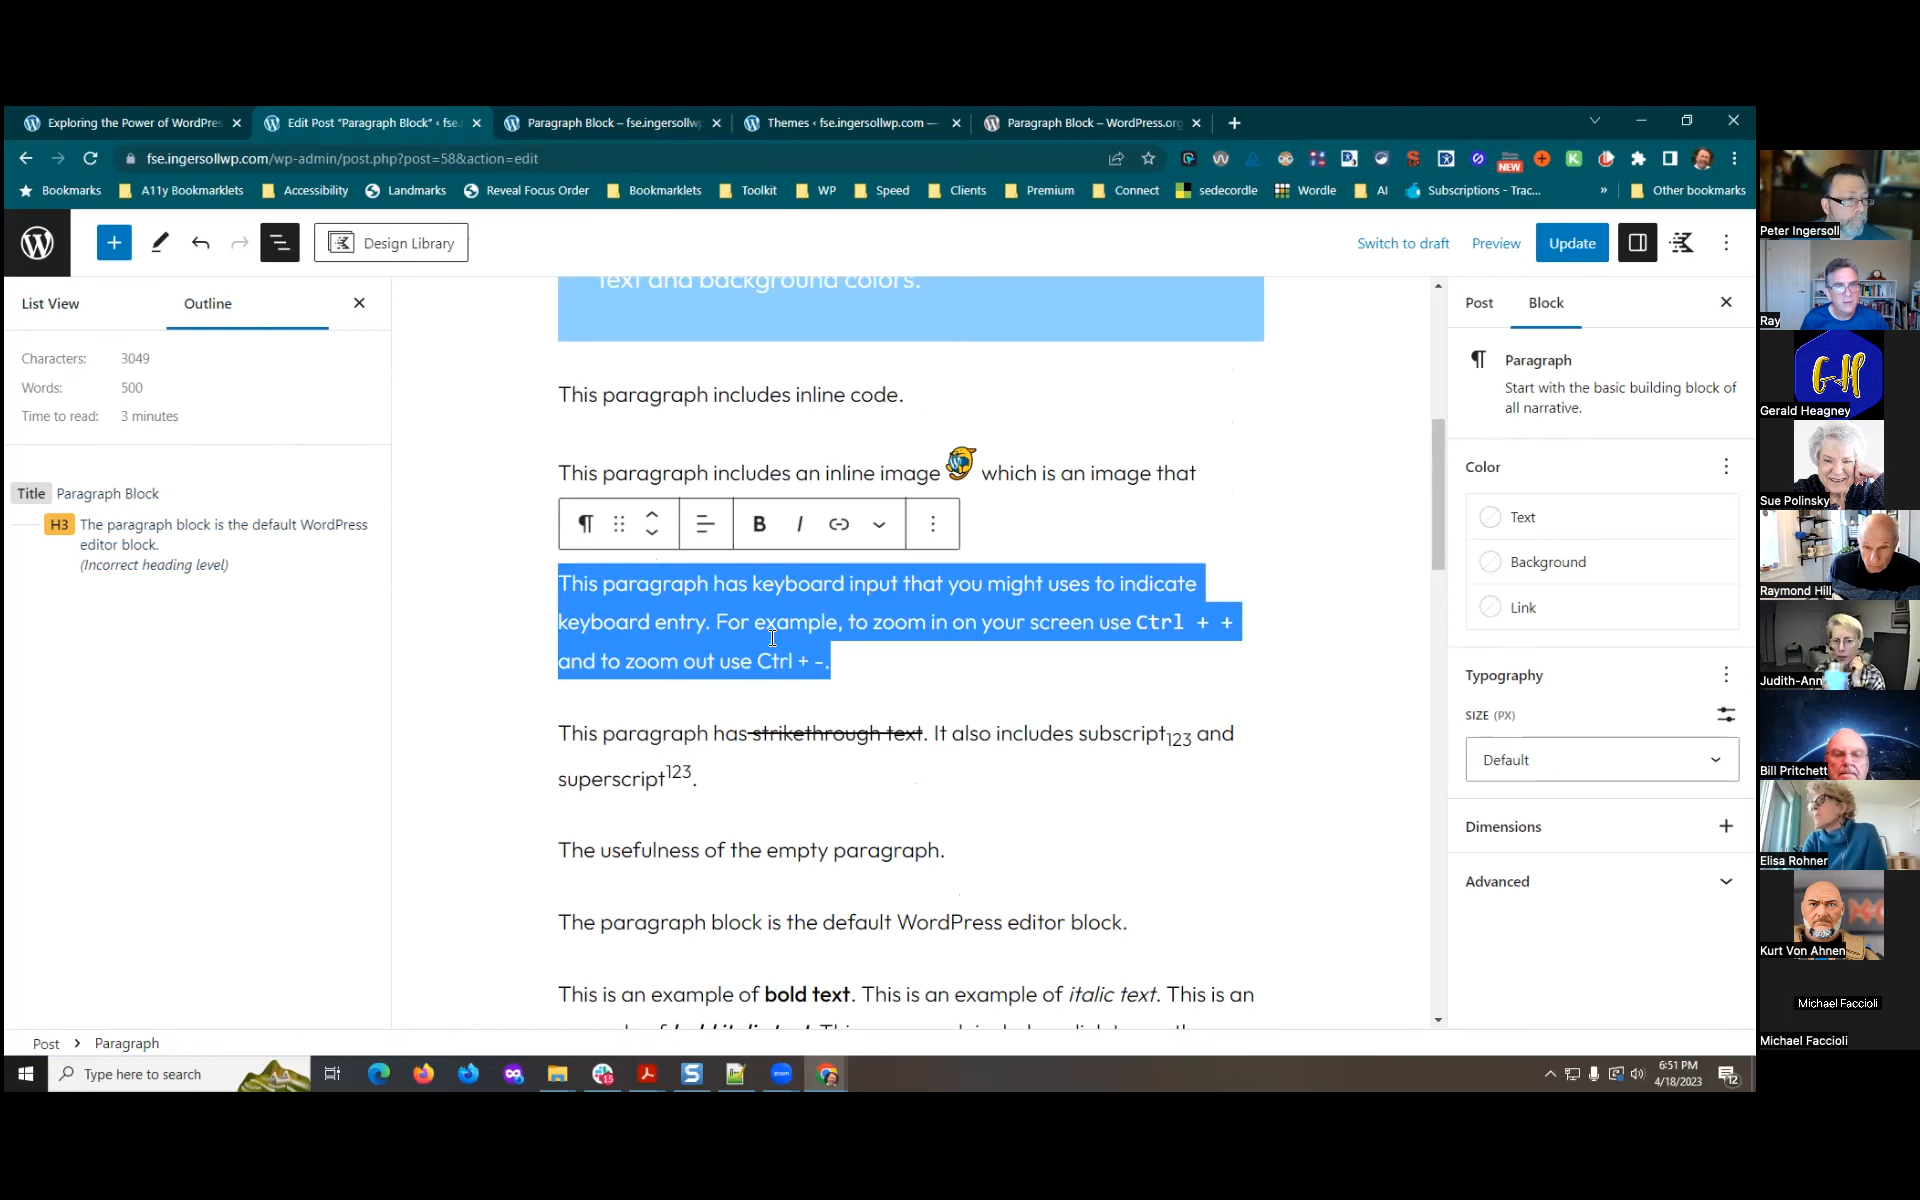 Exploring the Power of WordPres
Edit Post "Paragraph Block" ‹ fse.
Paragraph Block – fse.ingersollw
Themes ‹ fse.ingersollwp.com —
Paragraph Block – WordPress.org
fse.ingersollwp.com/wp-admin/post.php?post=58&action=edit
NEW
Bookmarks
A11y Bookmarklets
Accessibility
Landmarks
Reveal Focus Order
Bookmarklets
Toolkit
WP
Speed
Clients
Premium
Connect
sedecordle
Wordle
AI
Subscriptions - Trac...
»
Other bookmarks
Design Library
Switch to draft
Preview
Update
List View
Outline
Characters: 3049
Words: 500
Time to read: 3 minutes
Title Paragraph Block
H3 The paragraph block is the default WordPress
editor block.
(Incorrect heading level)
text and background colors.
This paragraph includes inline code.
This paragraph includes an inline image which is an image that
B I
This paragraph has keyboard input that you might uses to indicate
keyboard entry. For example, to zoom in on your screen use Ctrl + +
and to zoom out use Ctrl + -.
This paragraph has strikethrough text. It also includes subscript123 and
superscript123.
The usefulness of the empty paragraph.
The paragraph block is the default WordPress editor block.
This is an example of bold text. This is an example of italic text. This is an
Post
Block
Paragraph
Start with the basic building block of
all narrative.
Color
Text
Background
Link
Typography
SIZE (PX)
Default
Dimensions
Advanced
Post > Paragraph
Type here to search
zoom
15
6:51 PM
4/18/2023
12
Peter Ingersoll
Ray
GH
Gerald Heagney
Sue Polinsky
Raymond Hill
Judith-Ann
Bill Pritchett
Elisa Rohner
Kurt Von Ahnen
Michael Faccioli
Michael Faccioli